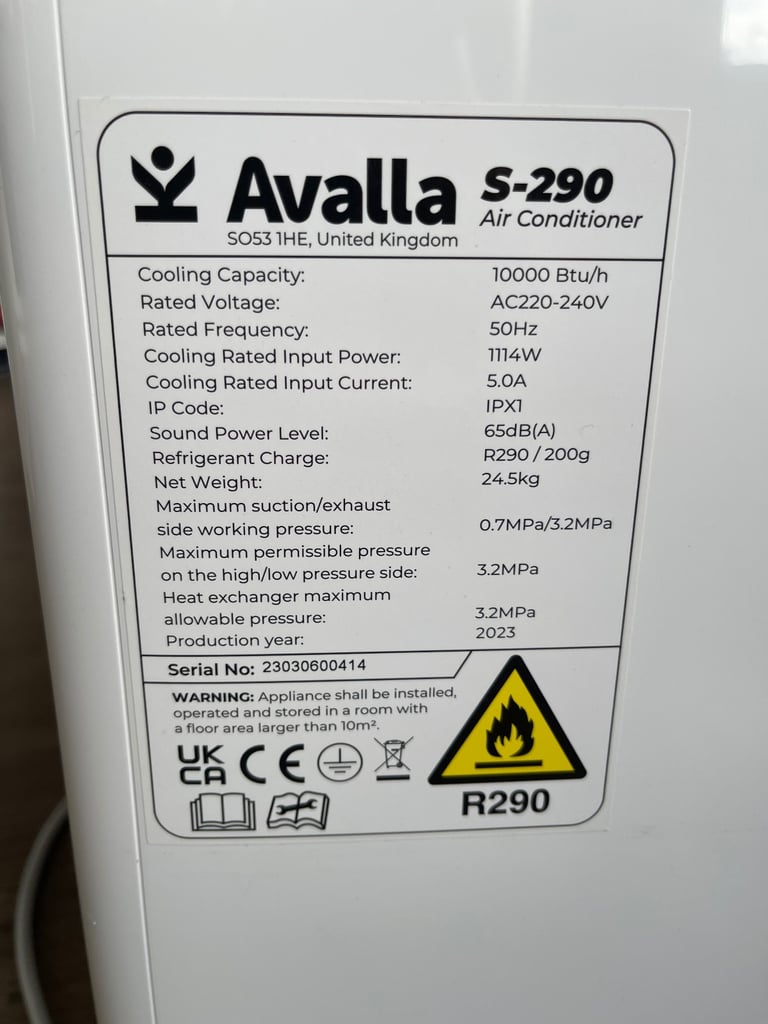 Avalla S-290
SO53 1HE, United Kingdom Air Conditioner
Cooling Capacity: 10000 Btu/h
Rated Voltage: AC220-240V
Rated Frequency: 50Hz
Cooling Rated Input Power: 1114W
Cooling Rated Input Current: 5.0A
IP Code: IPX1
Sound Power Level: 65dB(A)
Refrigerant Charge: R290 / 200g
Net Weight: 24.5kg
Maximum suction/exhaust
side working pressure: 0.7MPa/3.2MPa
Maximum permissible pressure
on the high/low pressure side: 3.2MPa
Heat exchanger maximum
allowable pressure: 3.2MPa
Production year: 2023
Serial No: 23030600414
WARNING: Appliance shall be installed,
operated and stored in a room with
a floor area larger than 10m².
UK
CA CE
R290